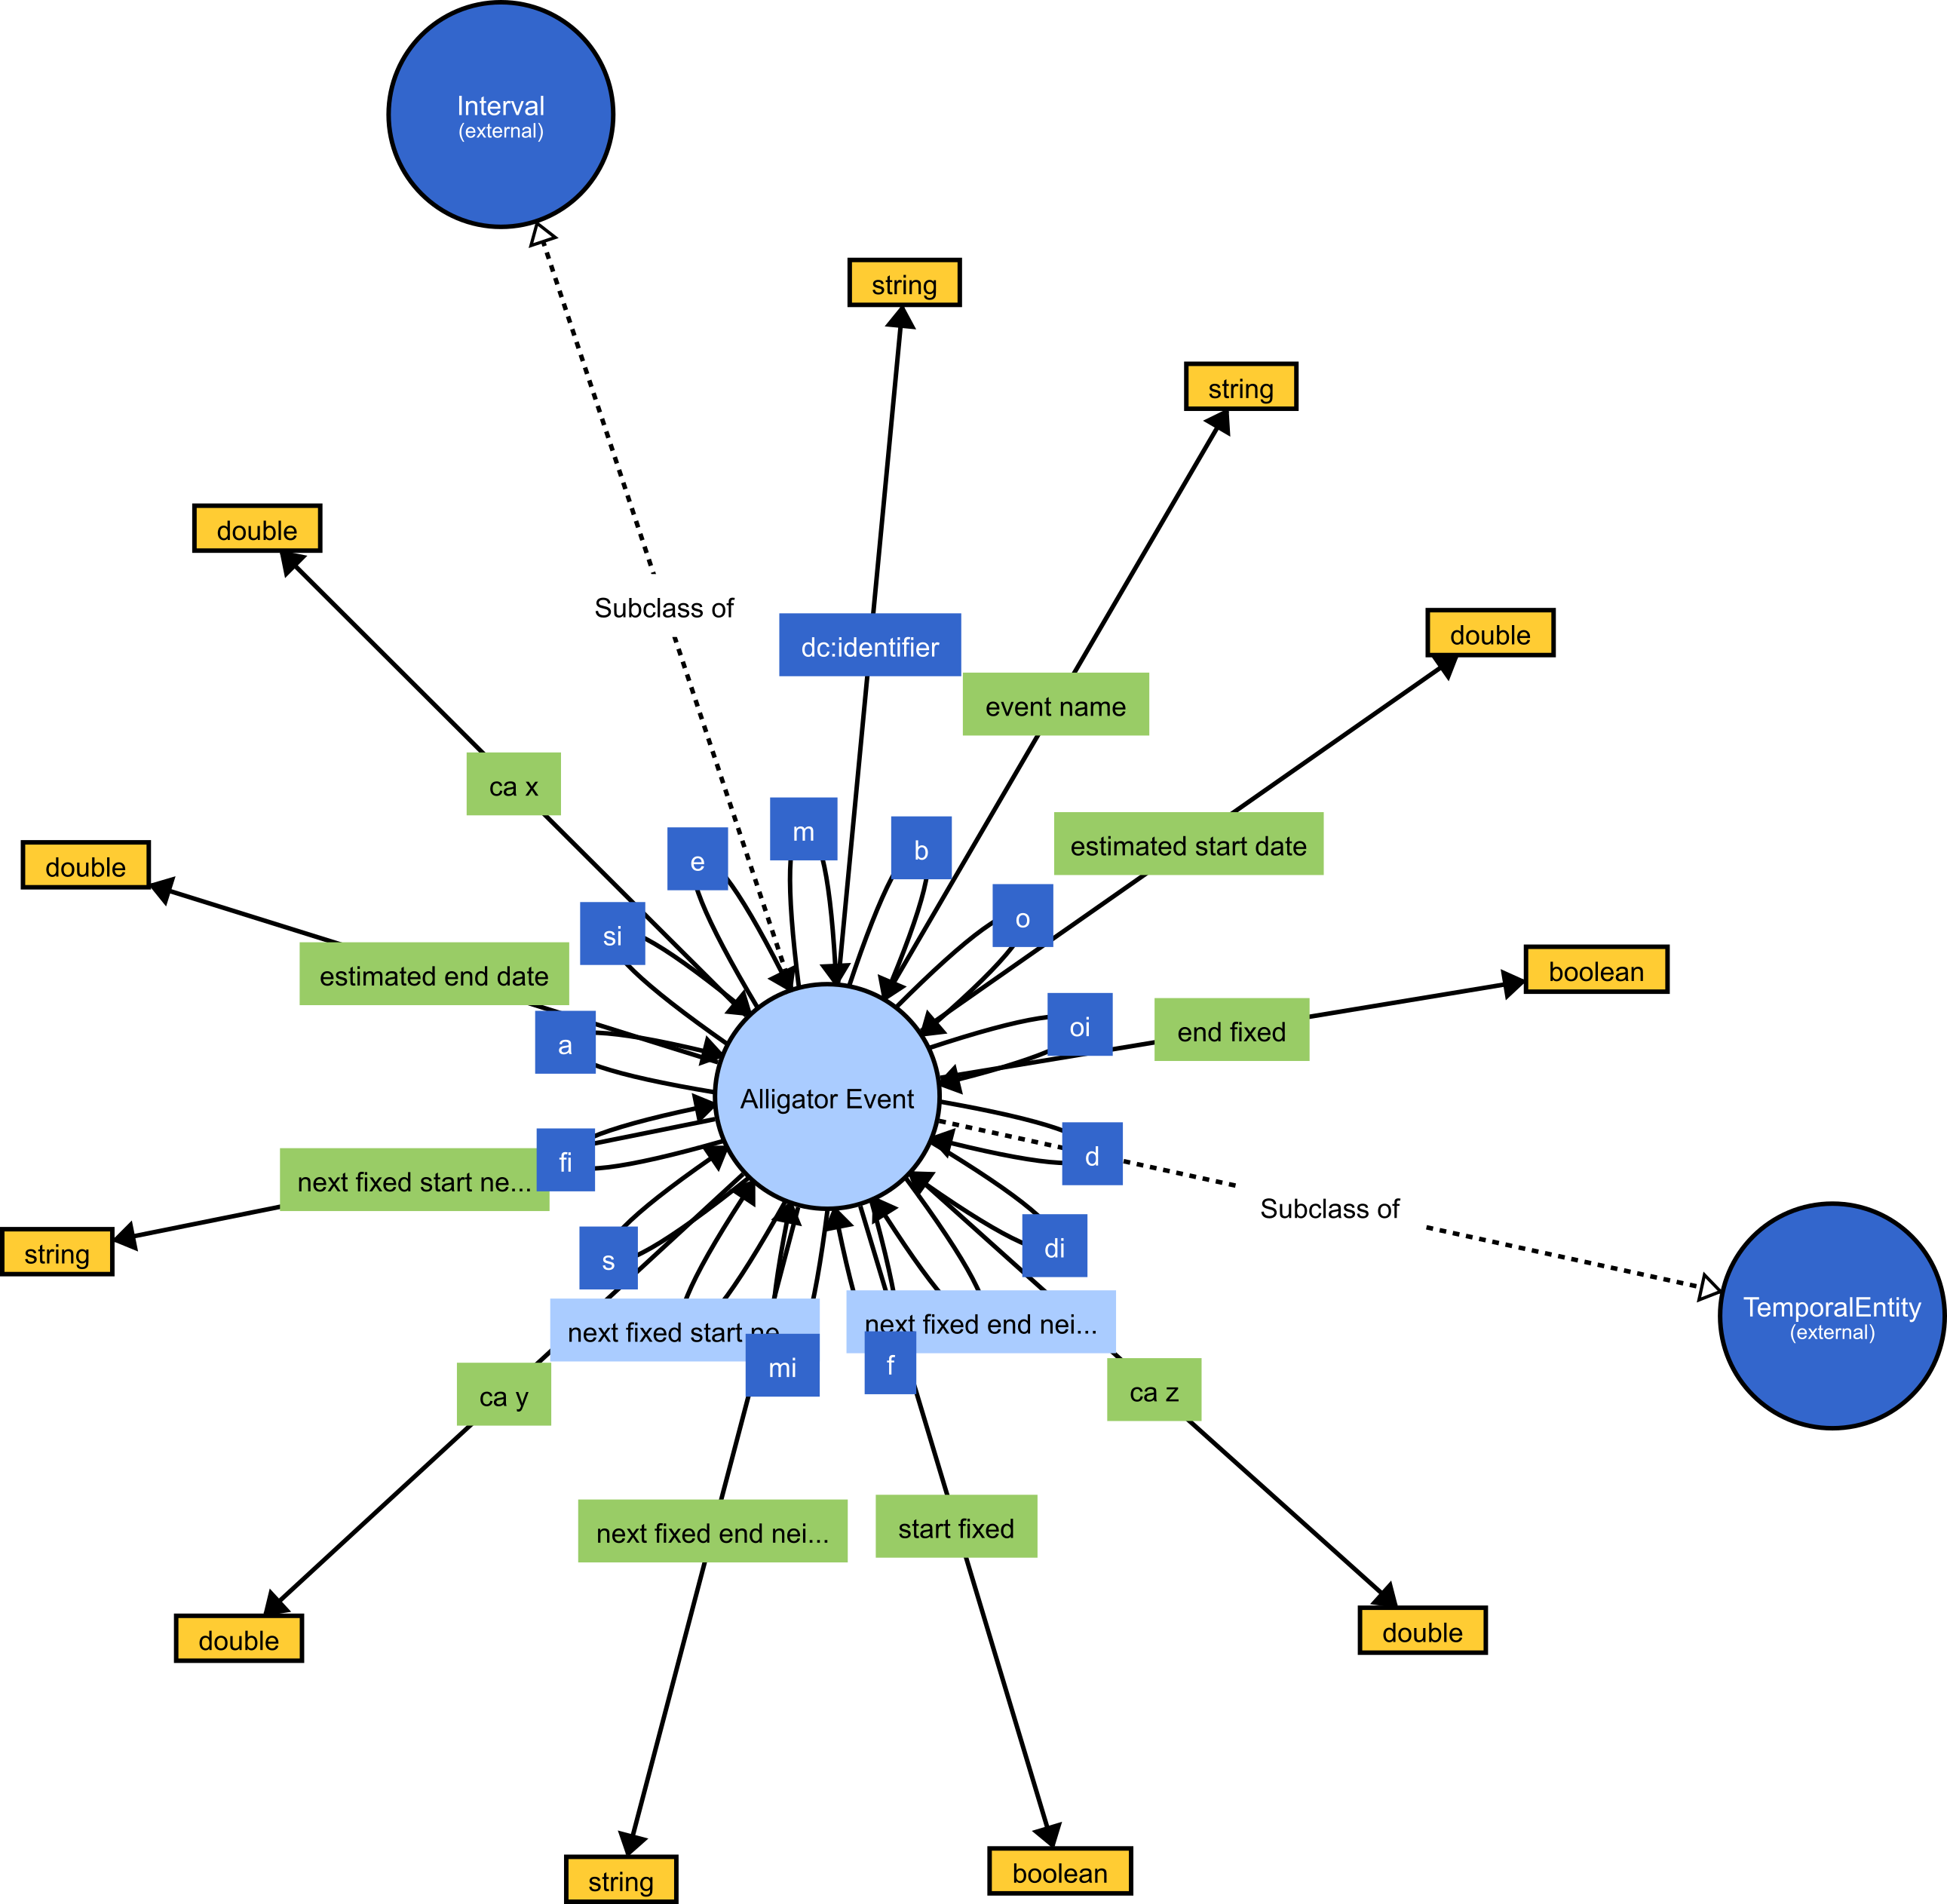 Interval
(external)
string
string
double
Subclass of
double
dc:identifier
event name
ca x
m
estimated start date
b
double
e
o
si
estimated end date
boolean
oi
end fixed
a
Alligator Event
d
fi
next fixed start ne...
Subclass of
di
string
s
TemporalEntity
(external)
next fixed end nei...
next fixed start ne
mi
f
ca z
ca y
start fixed
next fixed end nei...
double
double
boolean
string